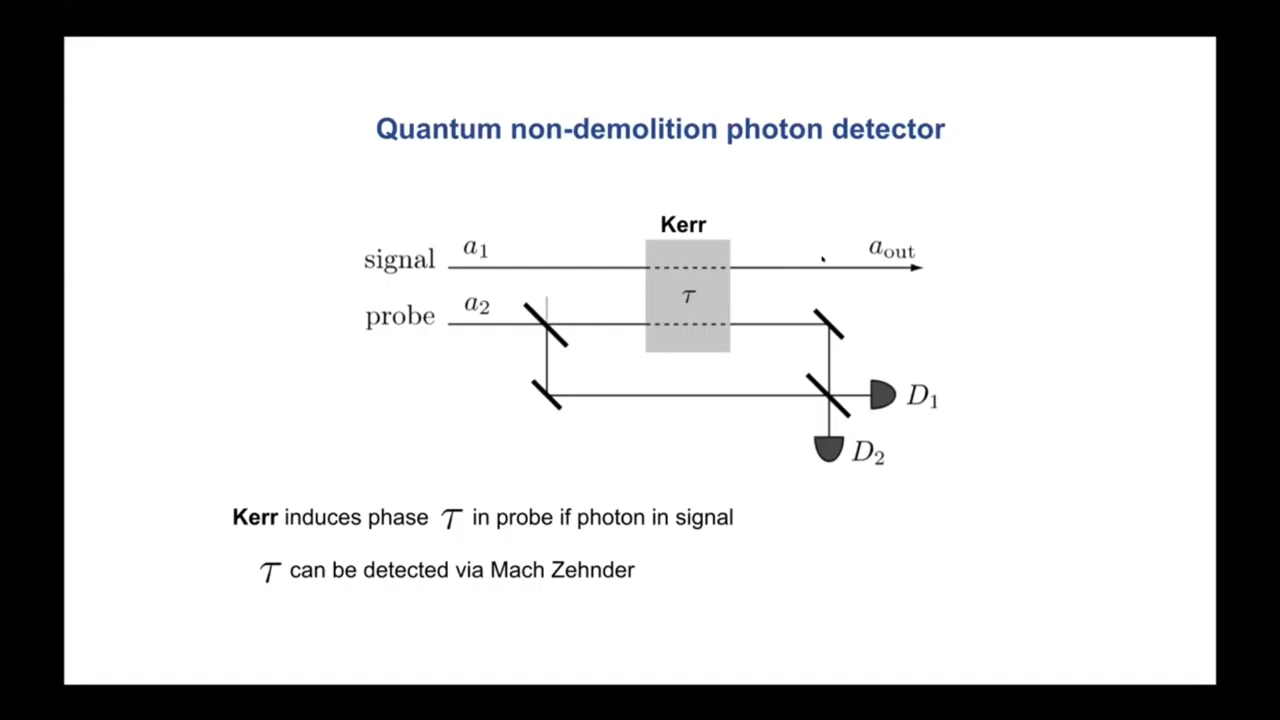 Quantum non-demolition photon detector
Kerr
signal a₁ a_out
τ
probe a₂
D₁
D₂
Kerr induces phase τ in probe if photon in signal
τ can be detected via Mach Zehnder